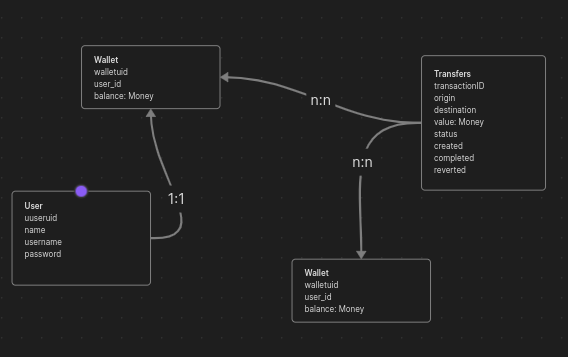 Wallet
walletuid
user_id
balance: Money
n:n
Transfers
transactionID
origin
destination
value: Money
status
created
completed
reverted
n:n
1:1
User
uuseruid
name
username
password
Wallet
walletuid
user_id
balance: Money